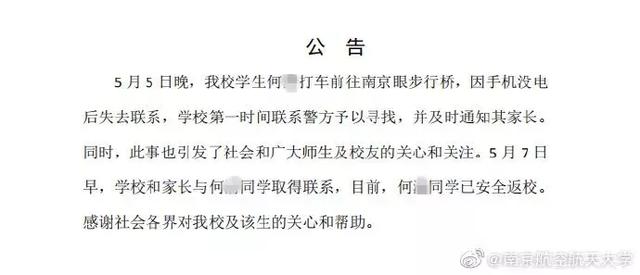 公 告
5月5日晚，我校学生何 打车前往南京眼步行桥，因手机没电
后失去联系，学校第一时间联系警方予以寻找，并及时通知其家长。
同时，此事也引发了社会和广大师生及校友的关心和关注。5月7日
早，学校和家长与何 同学取得联系，目前，何 同学已安全返校。
感谢社会各界对我校及该生的关心和帮助。
@南京航空航天大学